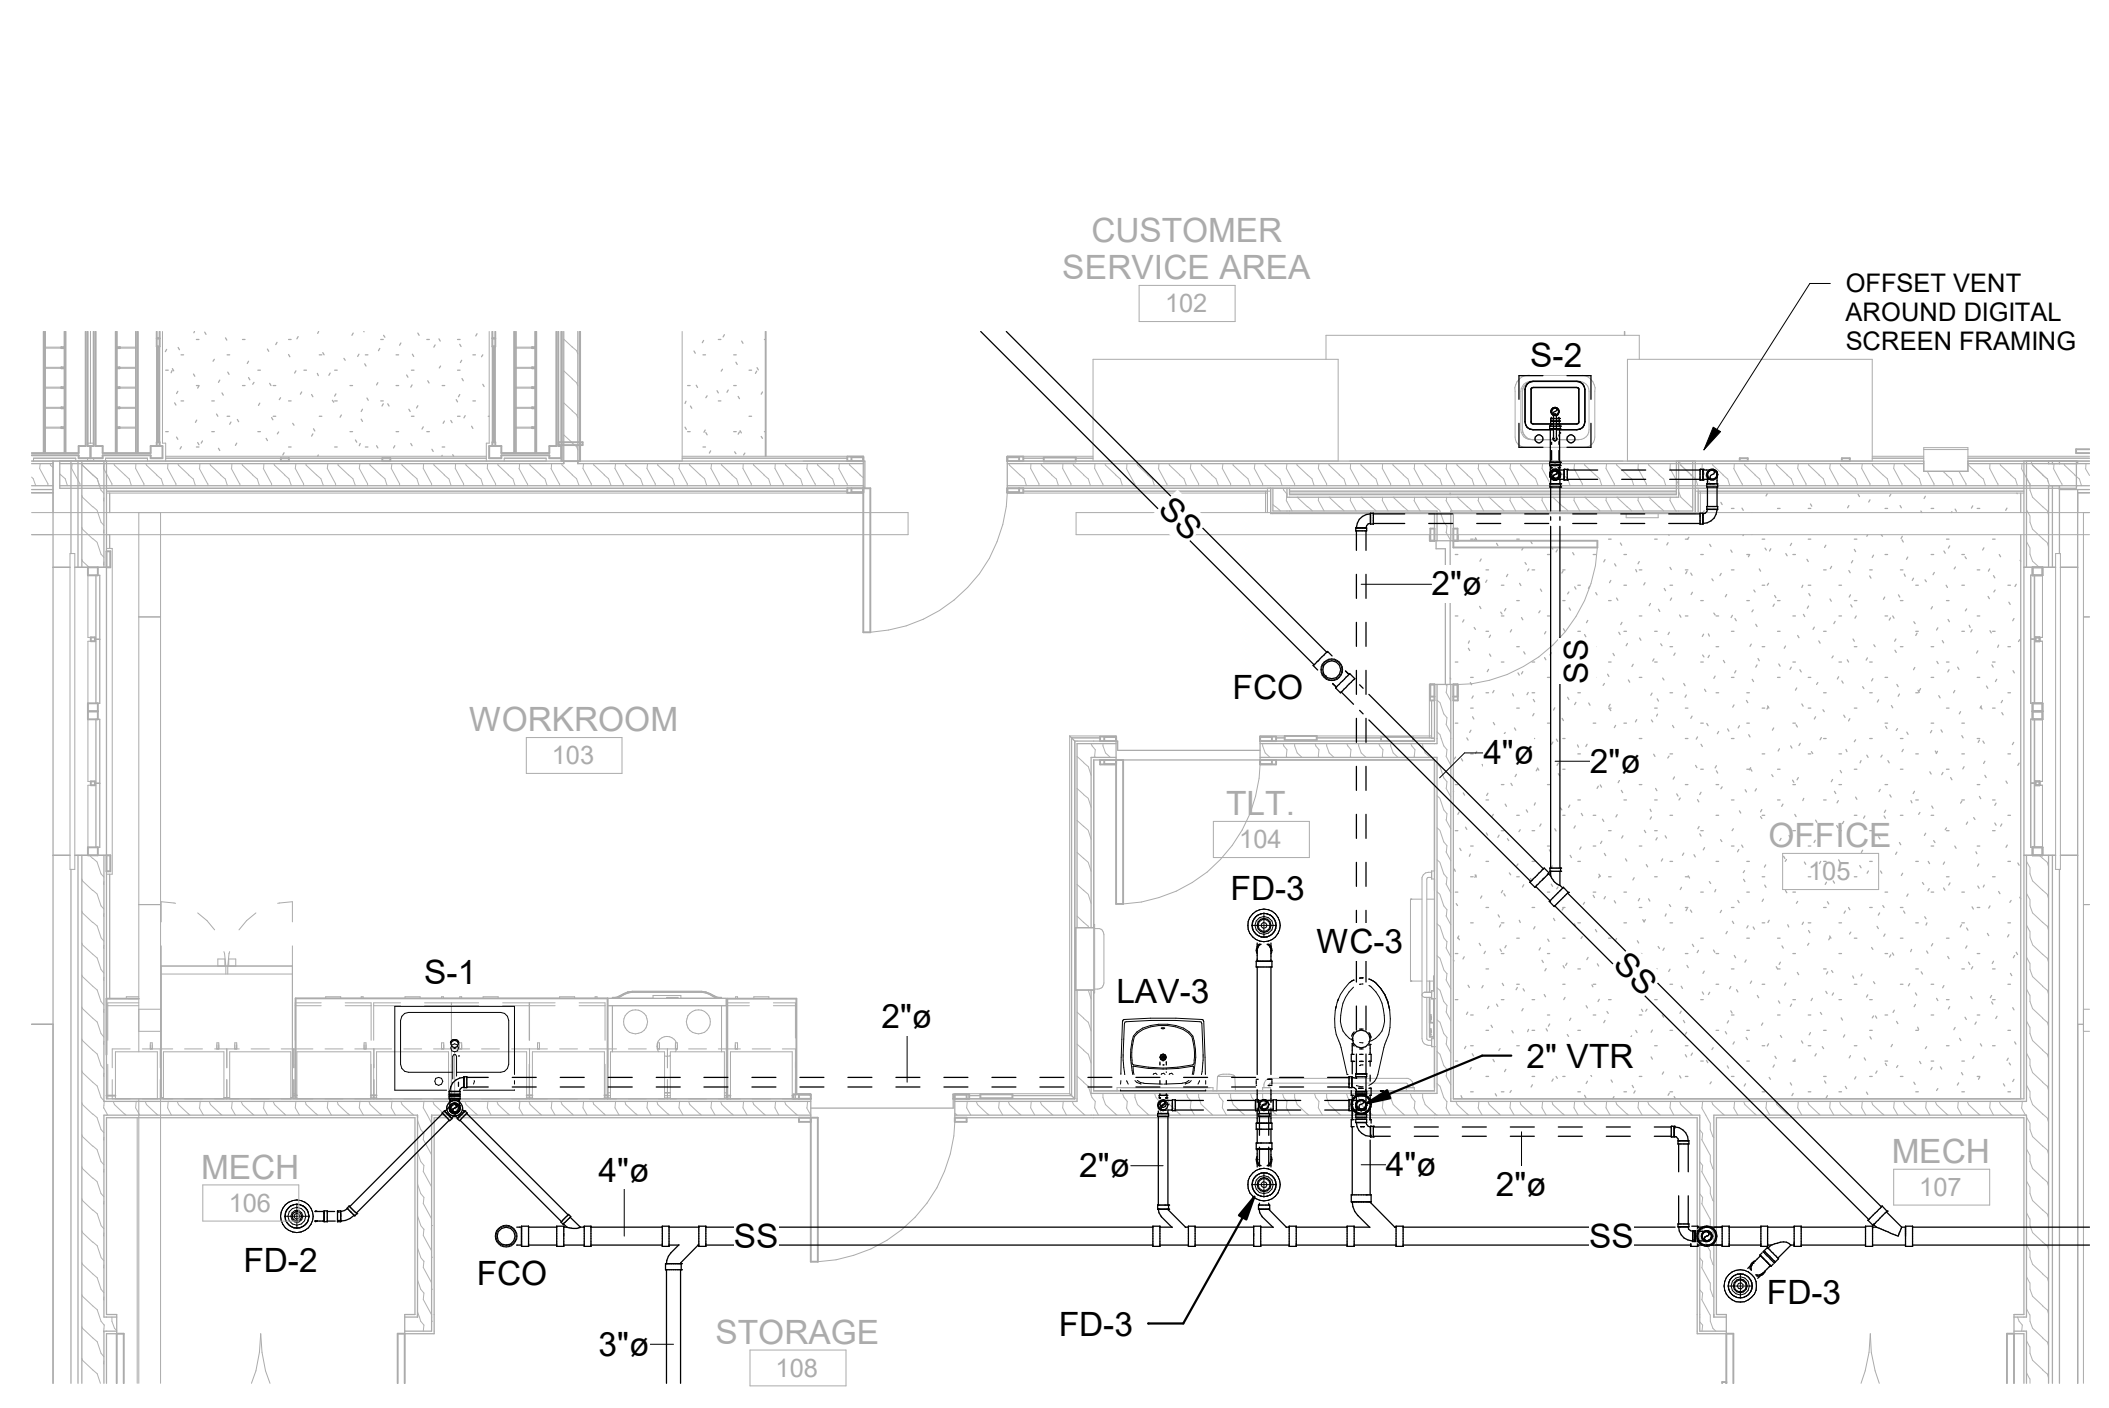 CUSTOMER
SERVICE AREA
102
OFFSET VENT
AROUND DIGITAL
SCREEN FRAMING
S-2
SS
2"ø
SS
FCO
WORKROOM
103
4"ø
2"ø
TLT.
104
OFFICE
105
FD-3
WC-3
S-1
LAV-3
SS
2"ø
2" VTR
MECH
106
4"ø
2"ø
4"ø
2"ø
MECH
107
FD-2
FCO
SS
SS
FD-3
FD-3
STORAGE
108
3"ø